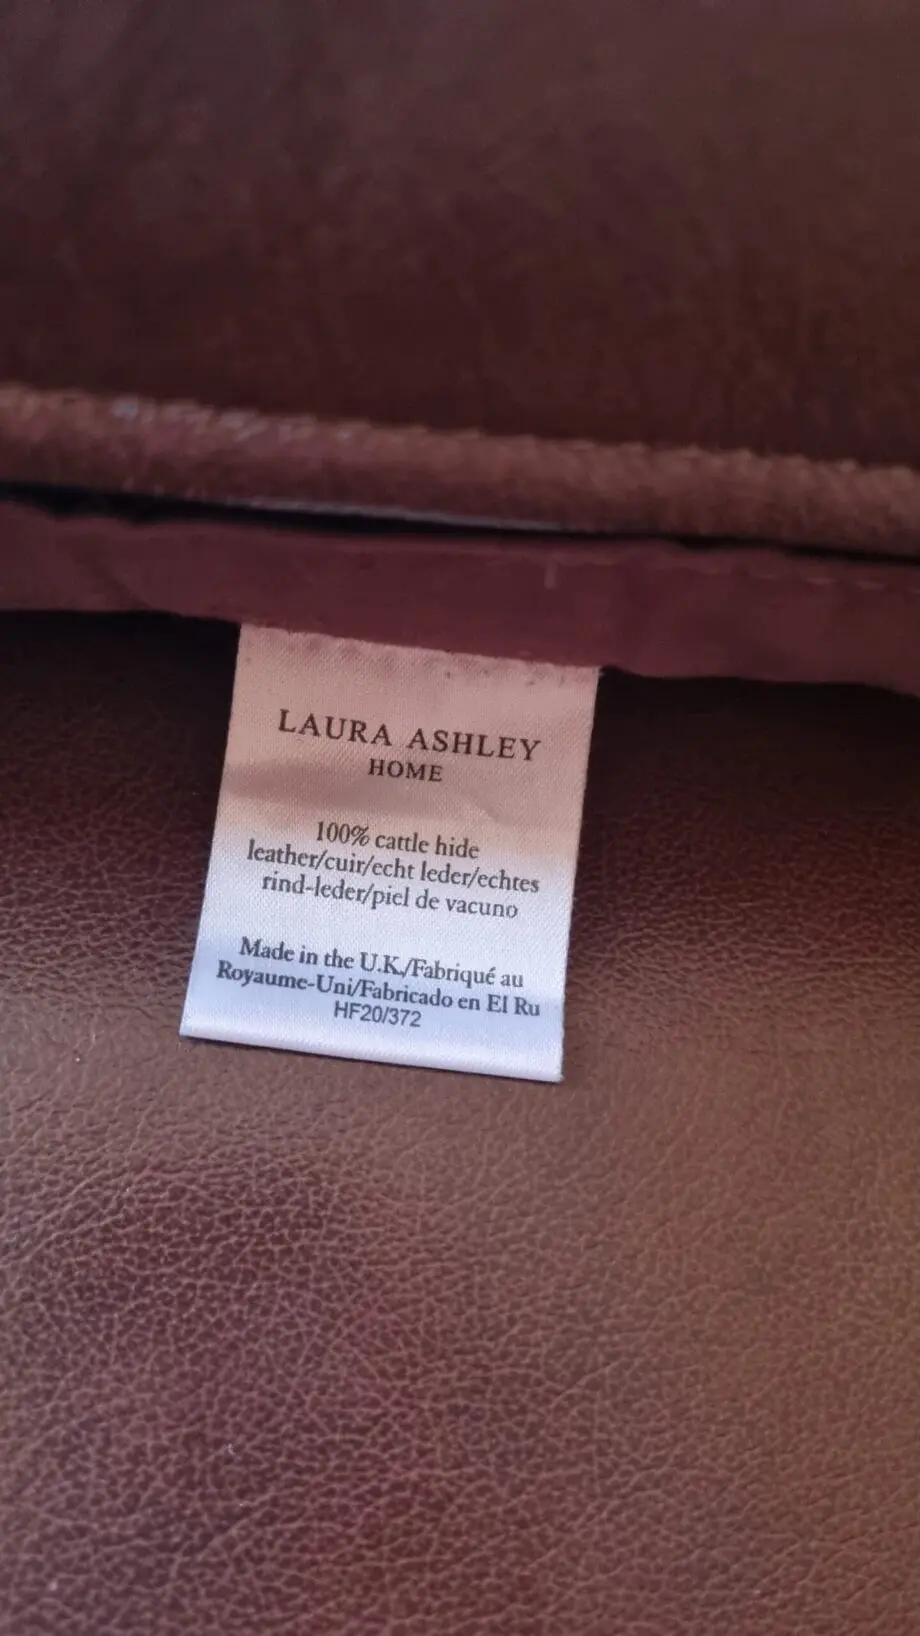 LAURA ASHLEY
HOME
100% cattle hide
leather/cuir/echt leder/echtes
rind-leder/piel de vacuno
Made in the U.K./Fabriqué au
Royaume-Uni/Fabricado en El Ru
HF20/372